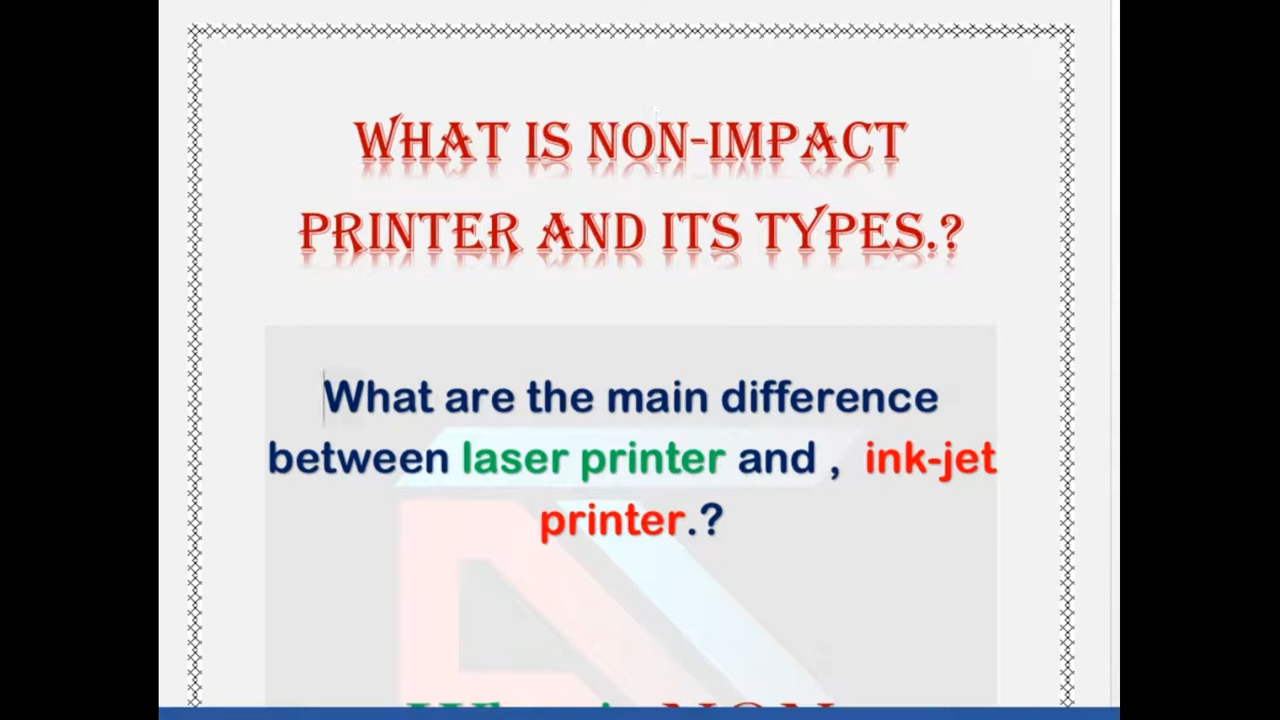 WHAT IS NON-IMPACT
PRINTER AND ITS TYPES.?
What are the main difference
between laser printer and , ink-jet
printer.?